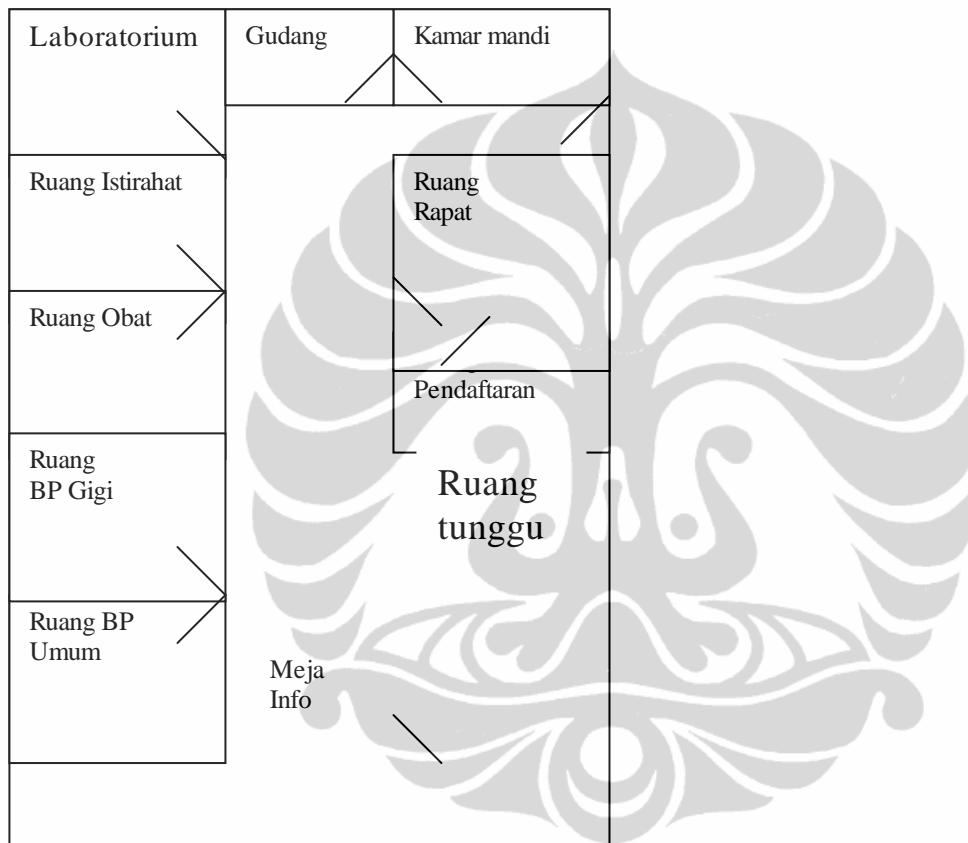 Laboratorium
Gudang
Kamar mandi
Ruang Istirahat
Ruang
Rapat
Ruang Obat
Pendaftaran
Ruang
BP Gigi
Ruang
tunggu
Ruang BP
Umum
Meja
Info